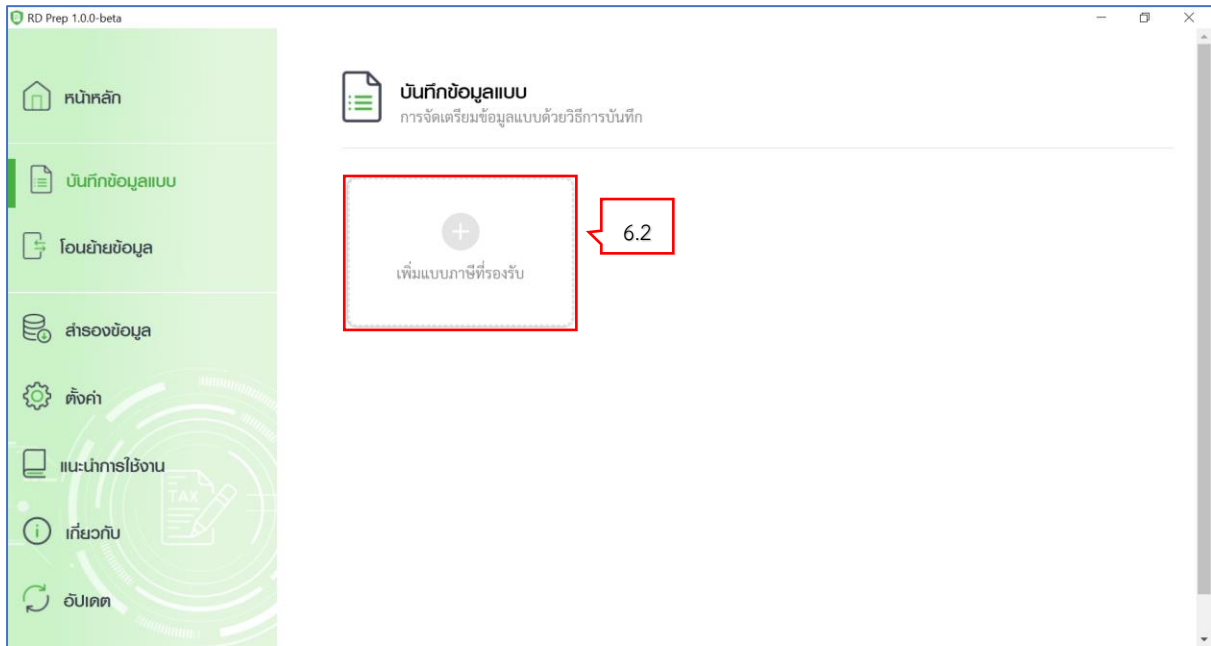 RD Prep 1.0.0-beta
หน้าหลัก
บันทึกข้อมูลแบบ
โอนย้ายข้อมูล
สำรองข้อมูล
ตั้งค่า
แนะนำการใช้งาน
TAX
เกี่ยวกับ
อัปเดต
บันทึกข้อมูลแบบ
การจัดเตรียมข้อมูลแบบด้วยวิธีการบันทึก
เพิ่มแบบภาษีที่รองรับ
6.2